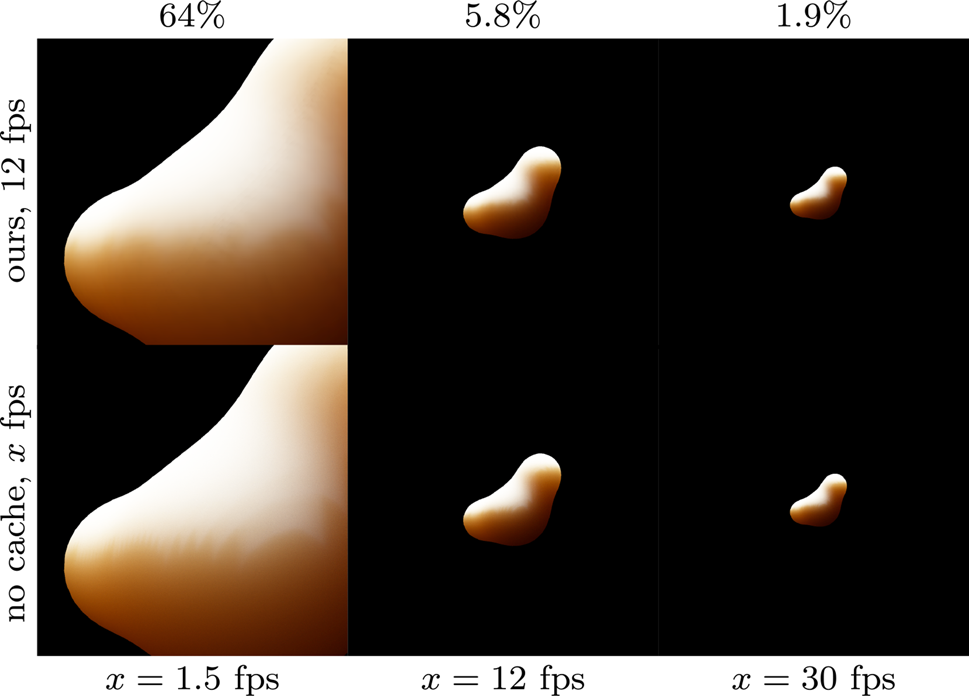 64% 5.8% 1.9%
ours, 12 fps
no cache, x fps
x = 1.5 fps x = 12 fps x = 30 fps